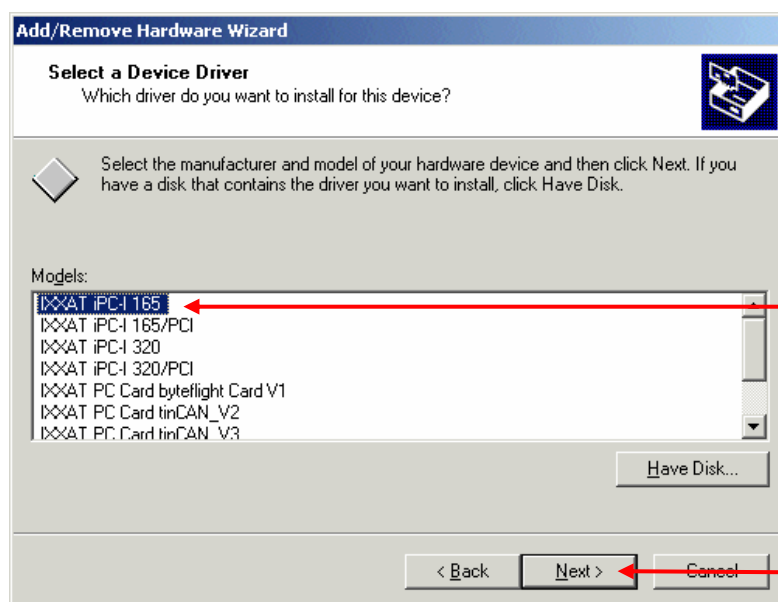 Add/Remove Hardware Wizard
Select a Device Driver
Which driver do you want to install for this device?
Select the manufacturer and model of your hardware device and then click Next. If you
have a disk that contains the driver you want to install, click Have Disk.
Models:
IXXAT iPC-I 165
IXXAT iPC-I 165/PCI
IXXAT iPC-I 320
IXXAT iPC-I 320/PCI
IXXAT PC Card byteflight Card V1
IXXAT PC Card tinCAN_V2
IXXAT PC Card tinCAN_V3
Have Disk...
< Back Next > Cancel